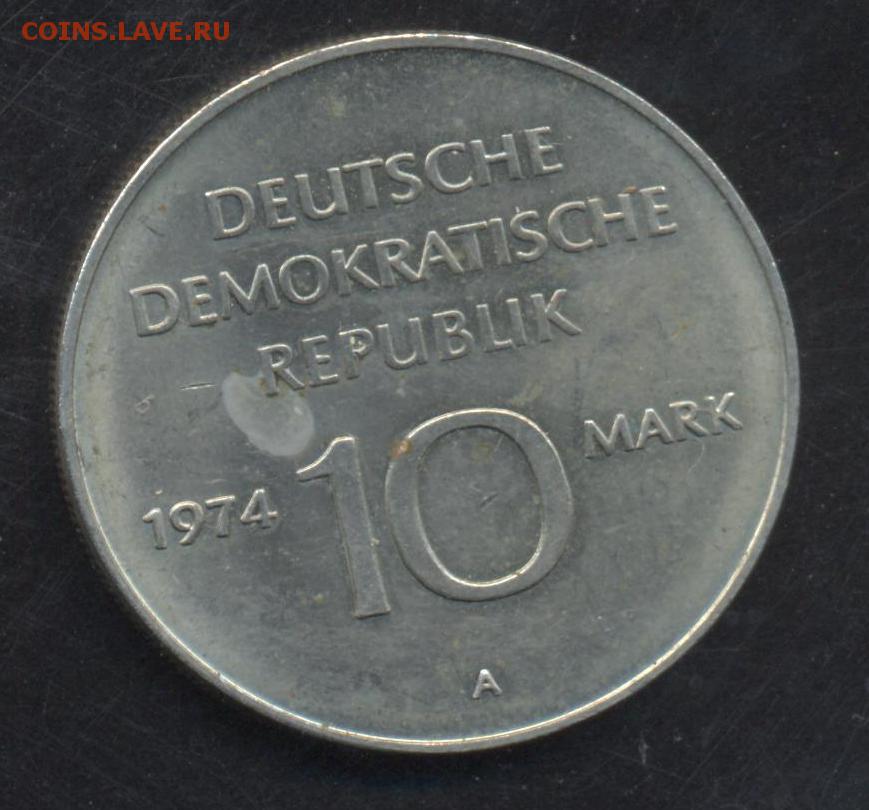 COINS.LAVE.RU
DEUTSCHE
DEMOKRATISCHE
REPUBLIK
MARK
1974 10
A